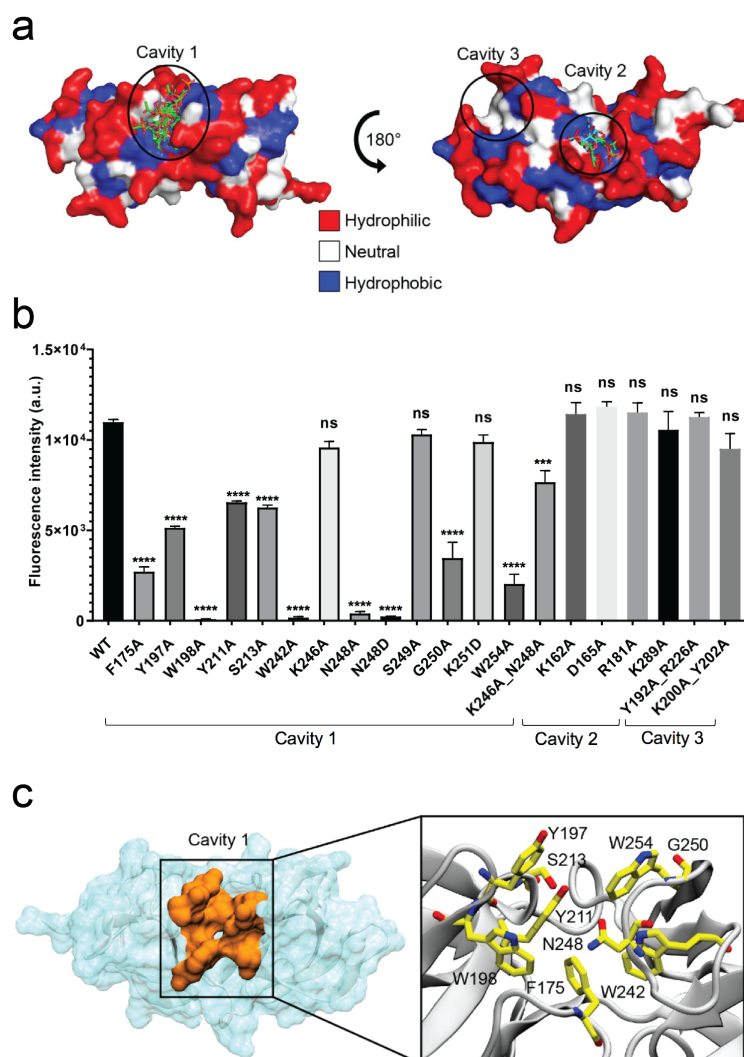 a
Cavity 1
Cavity 3
Cavity 2
180°
Hydrophilic
Neutral
Hydrophobic
b
Fluorescence intensity (a.u.)
1.5×10⁴
1×10⁴
5×10³
0
**** **** **** **** **** **** ns **** **** ns **** ns **** *** ns ns ns ns ns ns
WT F175A Y197A W198A Y211A S213A W242A K246A N248A N248D S249A G250A K251D W254A K246A_N248A K162A D165A R181A K289A Y192A_R226A K200A_Y202A
Cavity 1
Cavity 2
Cavity 3
c
Cavity 1
Y197
W254
G250
S213
Y211
N248
W198
F175
W242